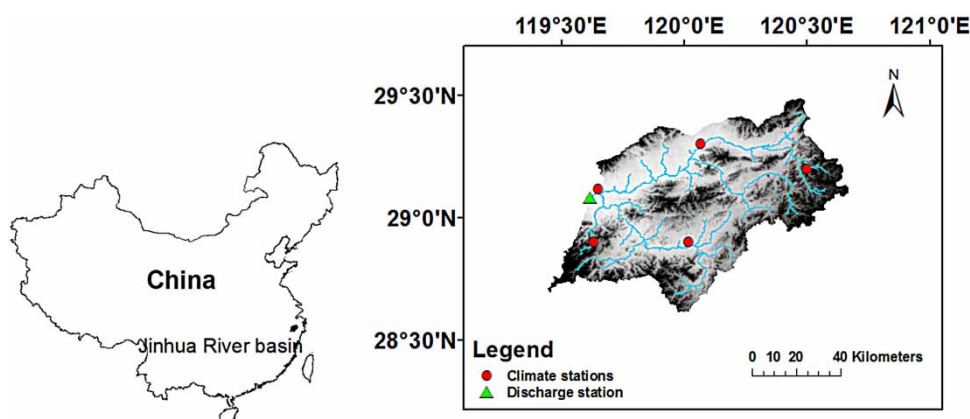 119°30'E 120°0'E 120°30'E 121°0'E
29°30'N
N
29°0'N
28°30'N
China
Jinhua River basin
Legend
Climate stations
Discharge station
0 10 20 40 Kilometers